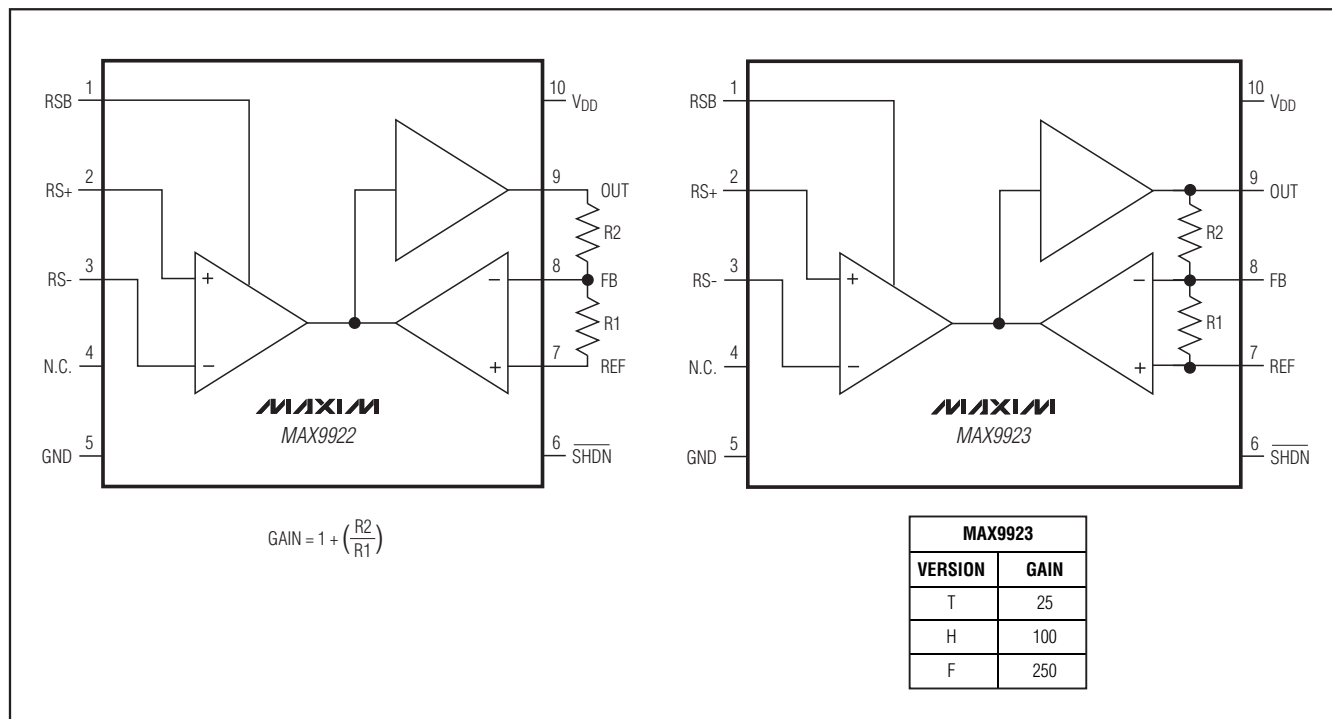 RSB 1
RS+ 2
RS- 3
N.C. 4
GND 5
10 VDD
9 OUT
R2
8 FB
R1
7 REF
6 SHDN
+
−
−
+
MAXIM
MAX9922
GAIN = 1 + (R2/R1)
RSB 1
RS+ 2
RS- 3
N.C. 4
GND 5
10 VDD
9 OUT
R2
8 FB
R1
7 REF
6 SHDN
+
−
−
+
MAXIM
MAX9923
MAX9923
VERSION GAIN
T 25
H 100
F 250